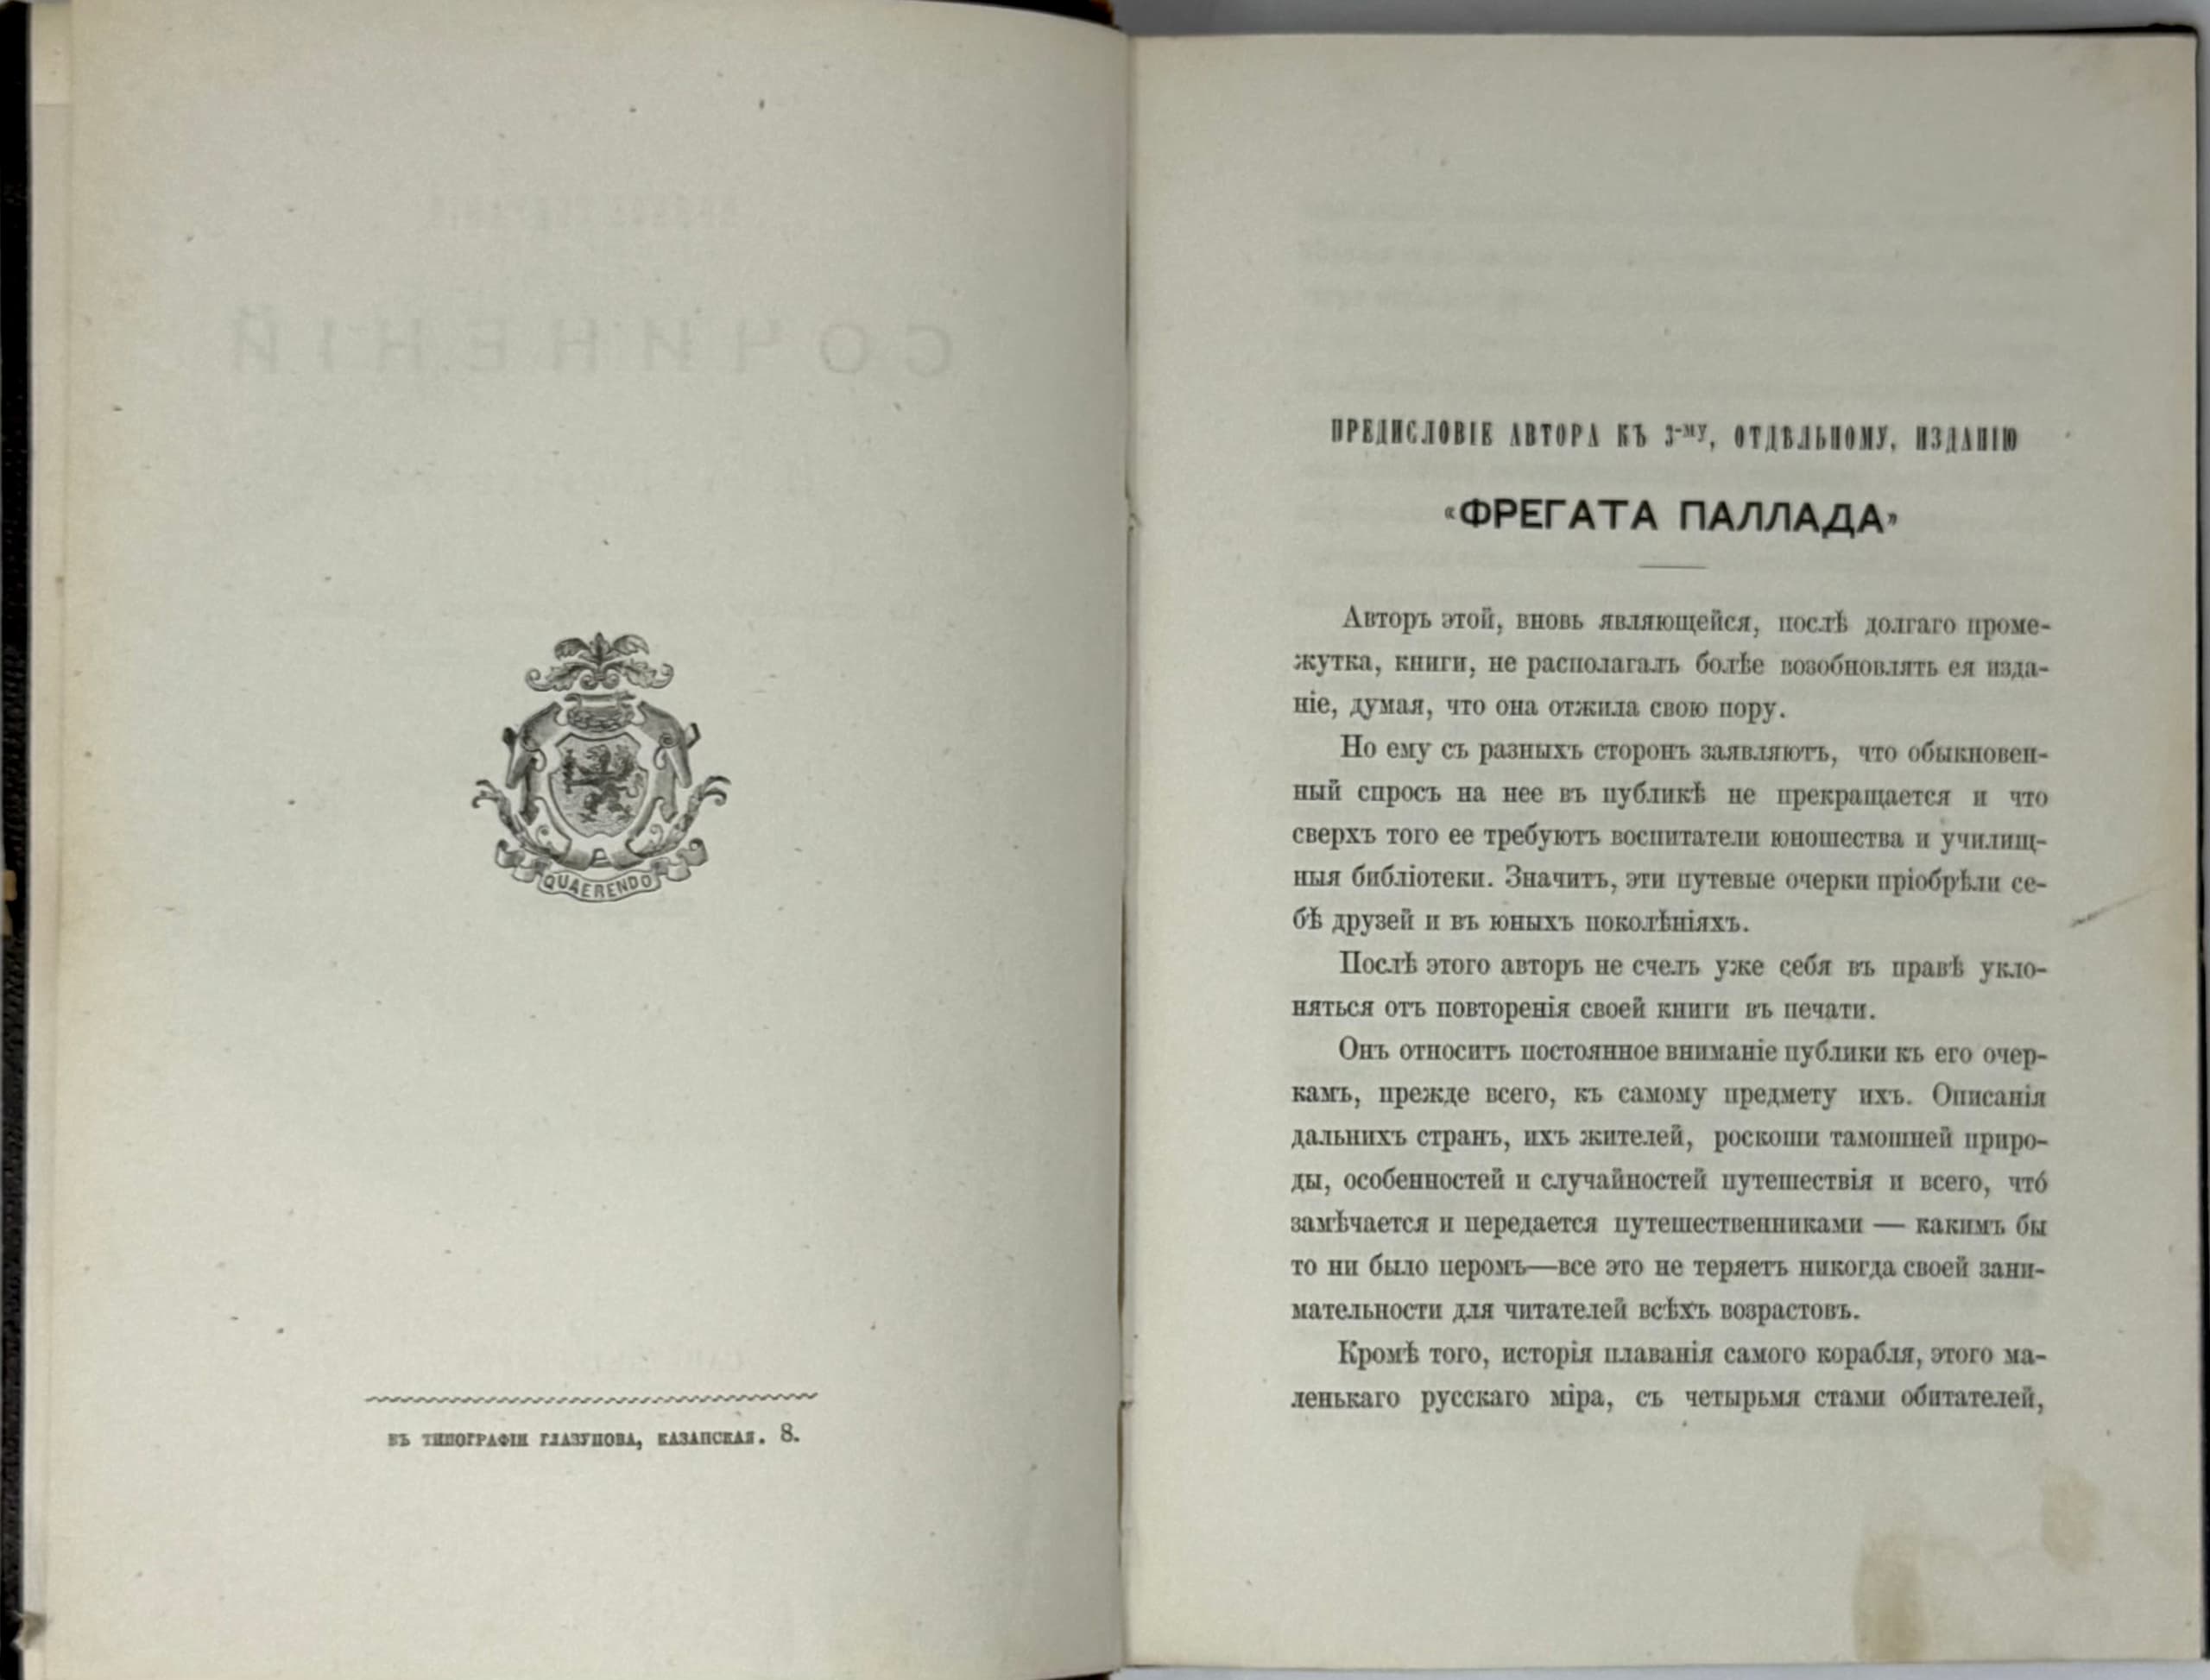 QUAERENDO
ВЪ ТИПОГРАФІИ ГЛАЗУНОВА, КАЗАНСКАЯ. 8.
ПРЕДИСЛОВІЕ АВТОРА КЪ 3-му, ОТДѢЛЬНОМУ, ИЗДАНІЮ
«ФРЕГАТА ПАЛЛАДА»
Авторъ этой, вновь являющейся, послѣ долгаго проме-
жутка, книги, не располагалъ болѣе возобновлять ея изда-
ніе, думая, что она отжила свою пору.
Но ему съ разныхъ сторонъ заявляютъ, что обыкновен-
ный спросъ на нее въ публикѣ не прекращается и что
сверхъ того ее требуютъ воспитатели юношества и училищ-
ныя библіотеки. Значитъ, эти путевые очерки пріобрѣли се-
бѣ друзей и въ юныхъ поколѣніяхъ.
Послѣ этого авторъ не счелъ уже себя въ правѣ укло-
няться отъ повторенія своей книги въ печати.
Онъ относитъ постоянное вниманіе публики къ его очер-
камъ, прежде всего, къ самому предмету ихъ. Описанія
дальнихъ странъ, ихъ жителей, роскоши тамошней приро-
ды, особенностей и случайностей путешествія и всего, что́
замѣчается и передается путешественниками — какимъ бы
то ни было перомъ—все это не теряетъ никогда своей зани-
мательности для читателей всѣхъ возрастовъ.
Кромѣ того, исторія плаванія самого корабля, этого ма-
ленькаго русскаго міра, съ четырьмя стами обитателей,